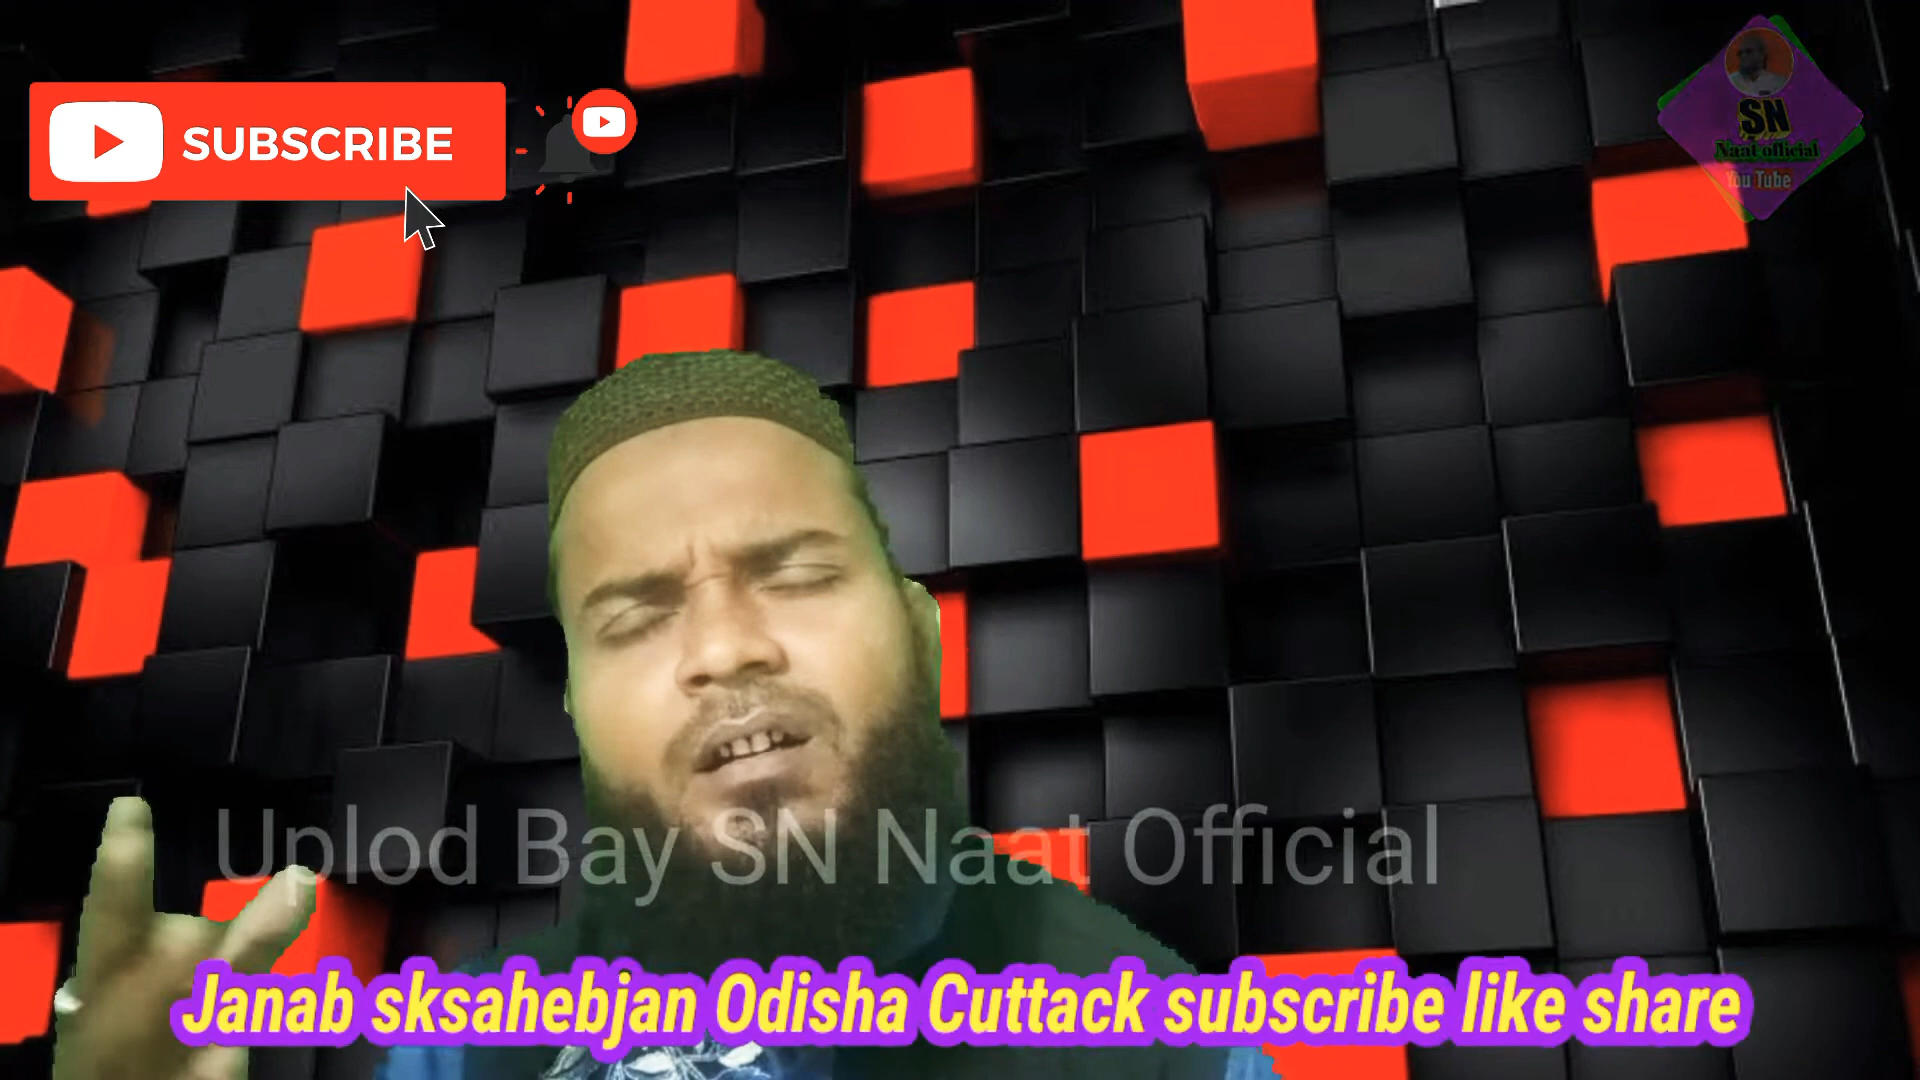 SUBSCRIBE
SN
Naat official
You Tube
Uplod Bay SN Naat Official
Janab sksahebjan Odisha Cuttack subscribe like share